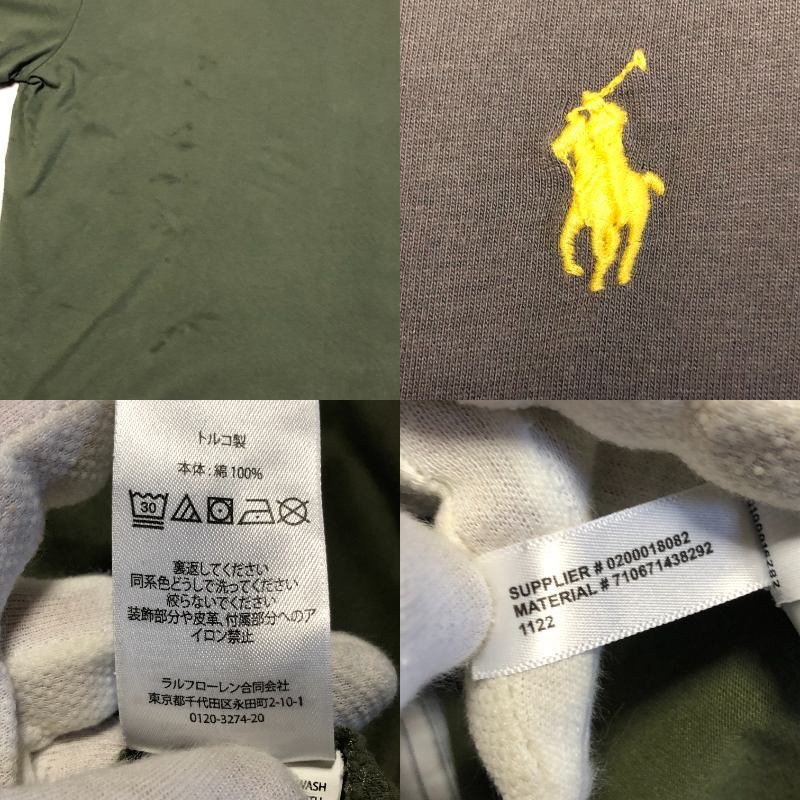 トルコ製
本体：綿100%
30
裏返してください
同系色どうしで洗ってください
絞らないでください
装飾部分や皮革、付属部分へのア
イロン禁止
ラルフローレン合同会社
東京都千代田区永田町2-10-1
0120-3274-20
WASH
SUPPLIER # 0200018082
MATERIAL # 710671438292
1122